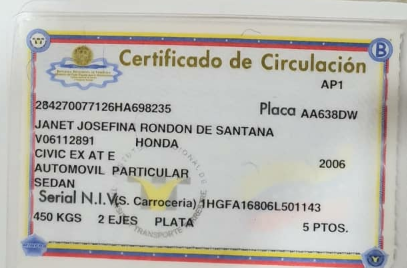 Certificado de Circulación
AP1
284270077126HA698235 Placa AA638DW
JANET JOSEFINA RONDON DE SANTANA
V06112891 HONDA
CIVIC EX AT E 2006
AUTOMOVIL PARTICULAR
SEDAN
Serial N.I.V(s. Carroceria) 1HGFA16806L501143
450 KGS 2 EJES PLATA 5 PTOS.